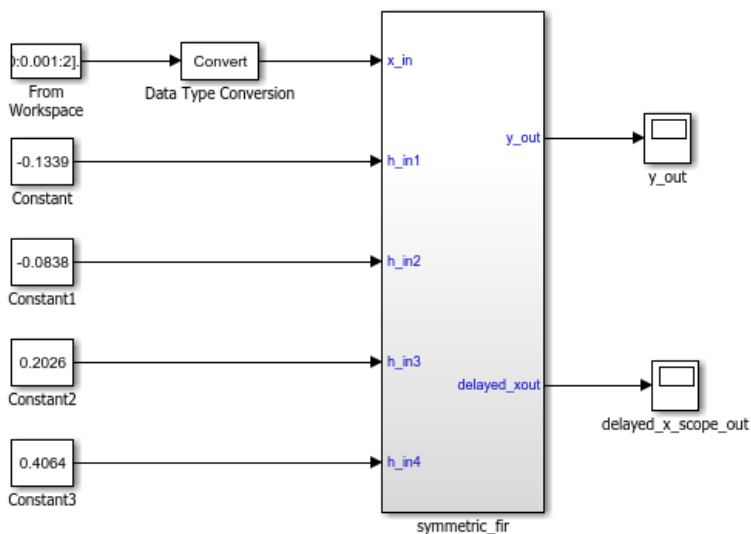 ):0.001:2].
From
Workspace
Convert
Data Type Conversion
x_in
-0.1339
Constant
h_in1
-0.0838
Constant1
h_in2
0.2026
Constant2
h_in3
0.4064
Constant3
h_in4
y_out
delayed_xout
symmetric_fir
y_out
delayed_x_scope_out